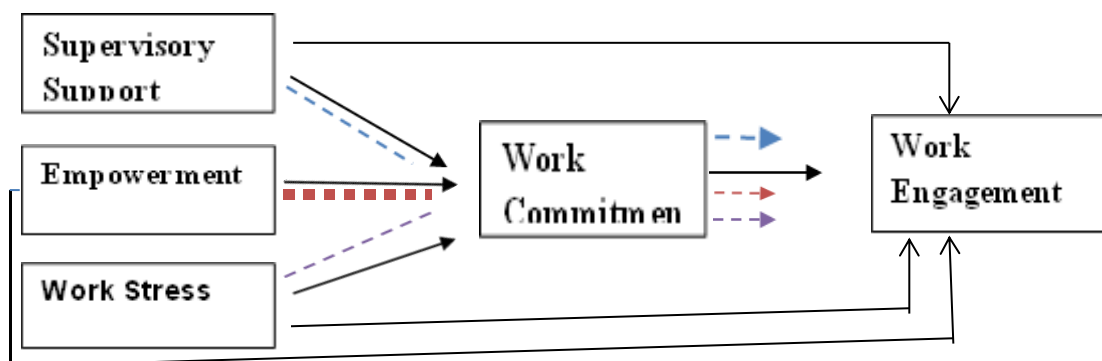 Supervisory
Support
Empowerment
Work Stress
Work
Commitmen
Work
Engagement